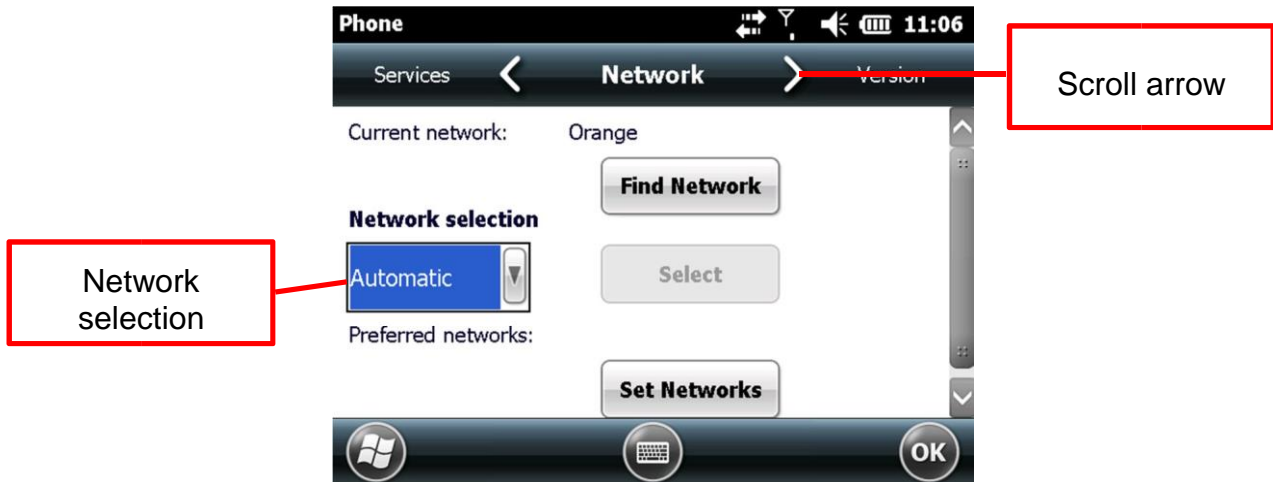 Phone
11:06
Services
Network
Version
Scroll arrow
Current network:
Orange
Find Network
Network selection
Automatic
Select
Network
selection
Preferred networks:
Set Networks
OK